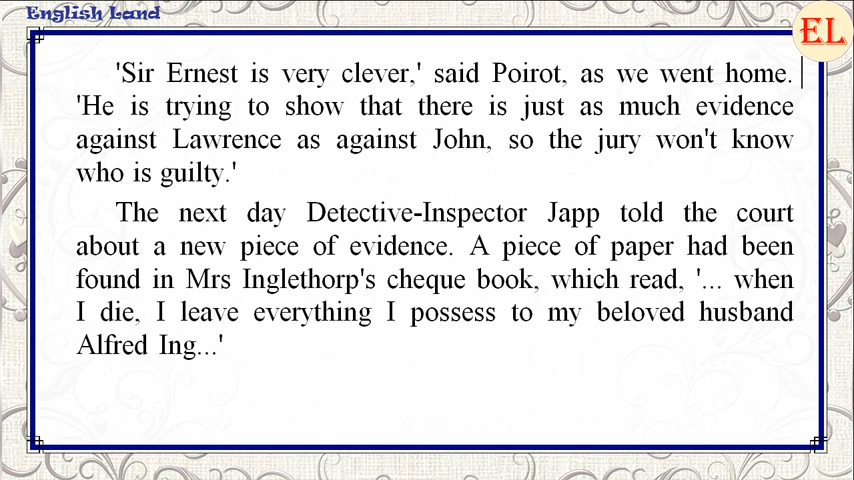 English Land
EL
'Sir Ernest is very clever,' said Poirot, as we went home.
'He is trying to show that there is just as much evidence
against Lawrence as against John, so the jury won't know
who is guilty.'
The next day Detective-Inspector Japp told the court
about a new piece of evidence. A piece of paper had been
found in Mrs Inglethorp's cheque book, which read, '... when
I die, I leave everything I possess to my beloved husband
Alfred Ing...'